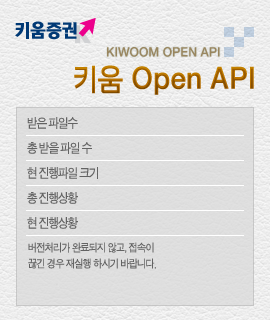 키움증권
KIWOOM OPEN API
키움 Open API
받은 파일수
총 받을 파일 수
현 진행파일 크기
총 진행상황
현 진행상황
버전처리가 완료되지 않고, 접속이
끊긴 경우 재실행 하시기 바랍니다.